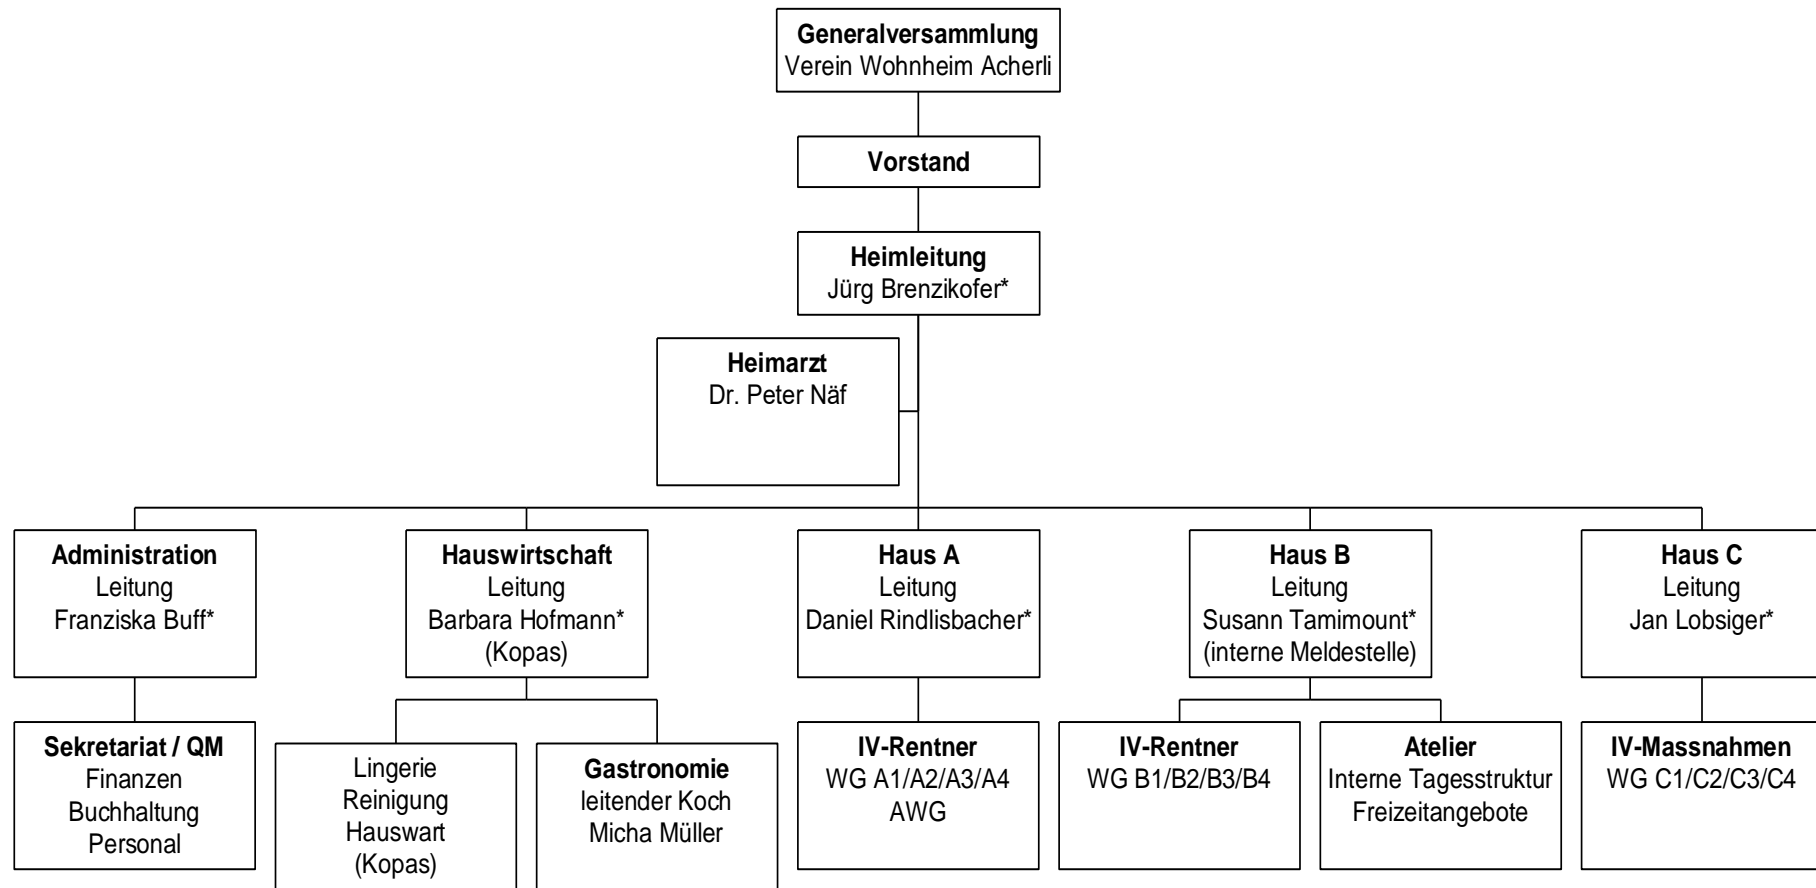 Generalversammlung
Verein Wohnheim Acherli
Vorstand
Heimleitung
Jürg Brenzikofer*
Heimarzt
Dr. Peter Näf
Administration
Leitung
Franziska Buff*
Hauswirtschaft
Leitung
Barbara Hofmann*
(Kopas)
Haus A
Leitung
Daniel Rindlisbacher*
Haus B
Leitung
Susann Tamimount*
(interne Meldestelle)
Haus C
Leitung
Jan Lobsiger*
Sekretariat / QM
Finanzen
Buchhaltung
Personal
Lingerie
Reinigung
Hauswart
(Kopas)
Gastronomie
leitender Koch
Micha Müller
IV-Rentner
WG A1/A2/A3/A4
AWG
IV-Rentner
WG B1/B2/B3/B4
Atelier
Interne Tagesstruktur
Freizeitangebote
IV-Massnahmen
WG C1/C2/C3/C4